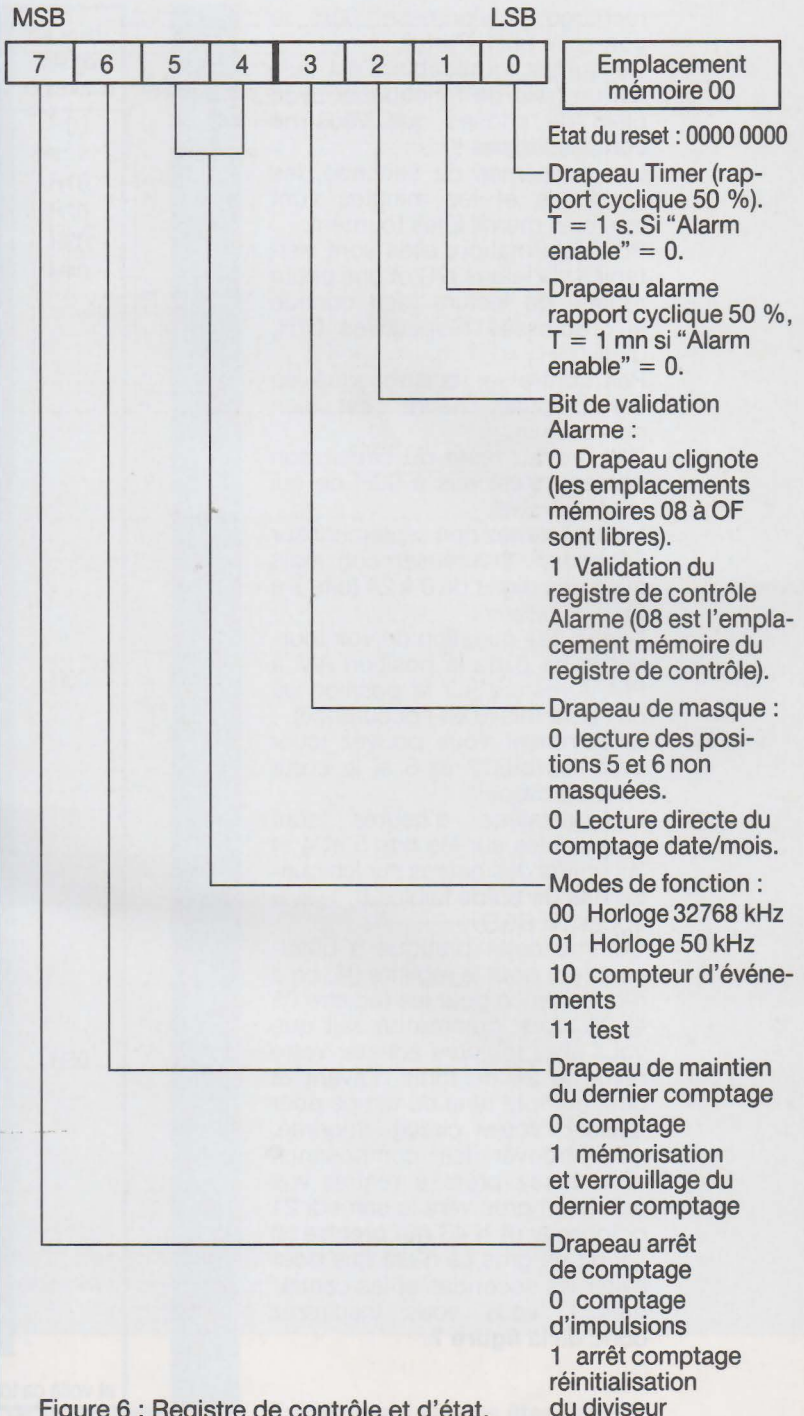 MSB LSB
7 6 5 4 3 2 1 0
Emplacement
mémoire 00
Etat du reset : 0000 0000
Drapeau Timer (rap-
port cyclique 50 %).
T = 1 s. Si “Alarm
enable” = 0.
Drapeau alarme
rapport cyclique 50 %,
T = 1 mn si “Alarm
enable” = 0.
Bit de validation
Alarme :
0 Drapeau clignote
(les emplacements
mémoires 08 à OF
sont libres).
1 Validation du
registre de contrôle
Alarme (08 est l’empla-
cement mémoire du
registre de contrôle).
Drapeau de masque :
0 lecture des posi-
tions 5 et 6 non
masquées.
0 Lecture directe du
comptage date/mois.
Modes de fonction :
00 Horloge 32768 kHz
01 Horloge 50 kHz
10 compteur d’événe-
ments
11 test
Drapeau de maintien
du dernier comptage
0 comptage
1 mémorisation
et verrouillage du
dernier comptage
Drapeau arrêt
de comptage
0 comptage
d’impulsions
1 arrêt comptage
réinitialisation
du diviseur
Figure 6 : Registre de contrôle et d’état.